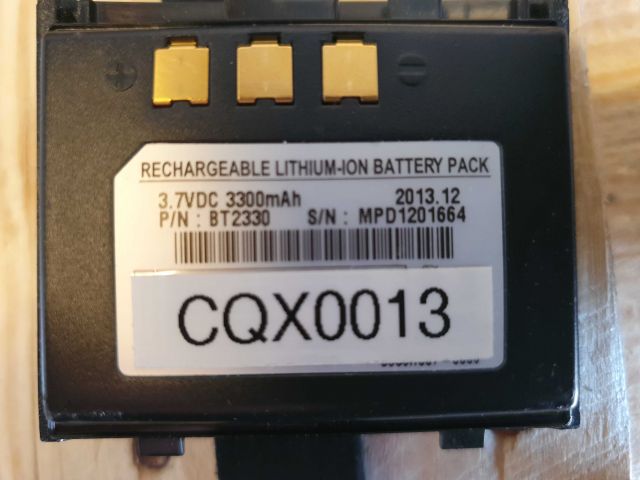 RECHARGEABLE LITHIUM-ION BATTERY PACK
3.7VDC 3300mAh 2013.12
P/N : BT2330 S/N : MPD1201664
CQX0013